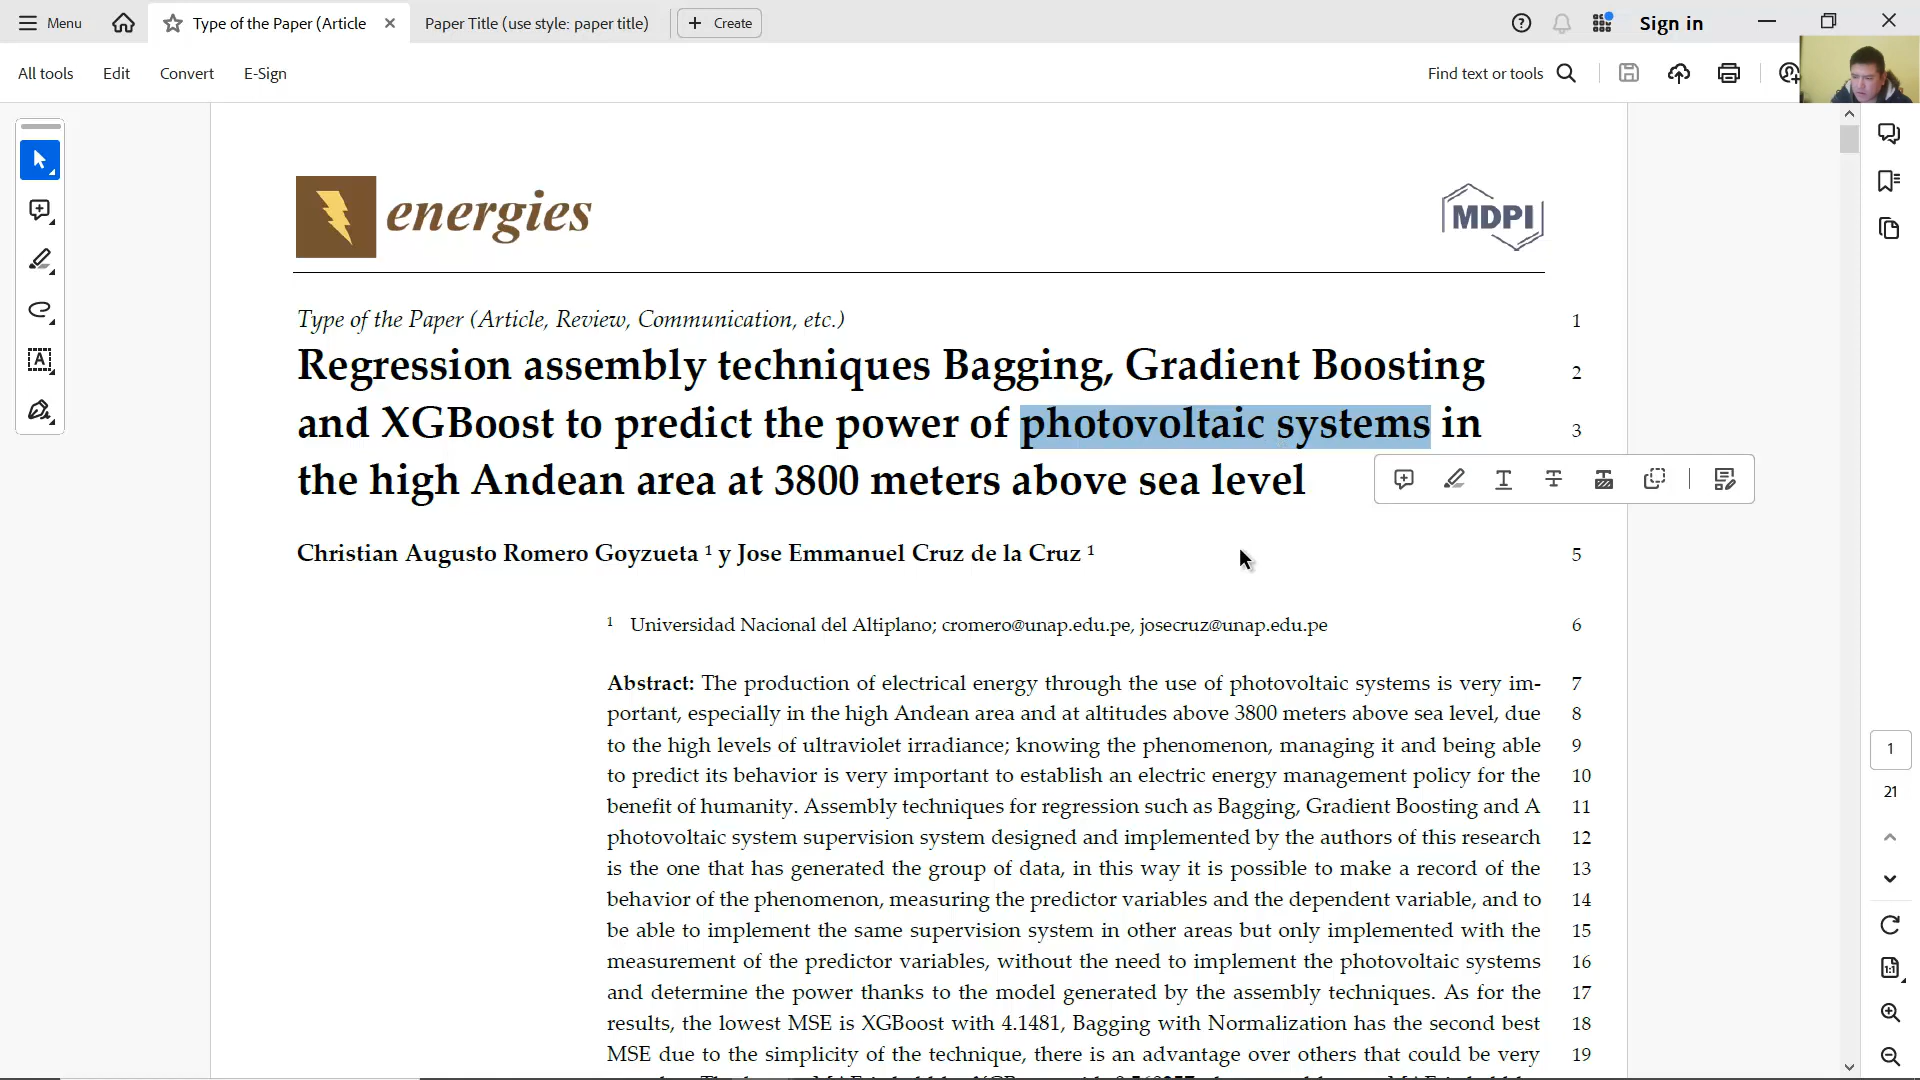 Menu
Type of the Paper (Article
Paper Title (use style: paper title)
Create
Sign in
All tools
Edit
Convert
E-Sign
Find text or tools
energies
MDPI
Type of the Paper (Article, Review, Communication, etc.) 1
Regression assembly techniques Bagging, Gradient Boosting 2
and XGBoost to predict the power of photovoltaic systems in 3
the high Andean area at 3800 meters above sea level
Christian Augusto Romero Goyzueta ¹ y Jose Emmanuel Cruz de la Cruz ¹ 5
¹ Universidad Nacional del Altiplano; cromero@unap.edu.pe, josecruz@unap.edu.pe 6
Abstract: The production of electrical energy through the use of photovoltaic systems is very im- 7
portant, especially in the high Andean area and at altitudes above 3800 meters above sea level, due 8
to the high levels of ultraviolet irradiance; knowing the phenomenon, managing it and being able 9
to predict its behavior is very important to establish an electric energy management policy for the 10
benefit of humanity. Assembly techniques for regression such as Bagging, Gradient Boosting and A 11
photovoltaic system supervision system designed and implemented by the authors of this research 12
is the one that has generated the group of data, in this way it is possible to make a record of the 13
behavior of the phenomenon, measuring the predictor variables and the dependent variable, and to 14
be able to implement the same supervision system in other areas but only implemented with the 15
measurement of the predictor variables, without the need to implement the photovoltaic systems 16
and determine the power thanks to the model generated by the assembly techniques. As for the 17
results, the lowest MSE is XGBoost with 4.1481, Bagging with Normalization has the second best 18
MSE due to the simplicity of the technique, there is an advantage over others that could be very 19
1
21